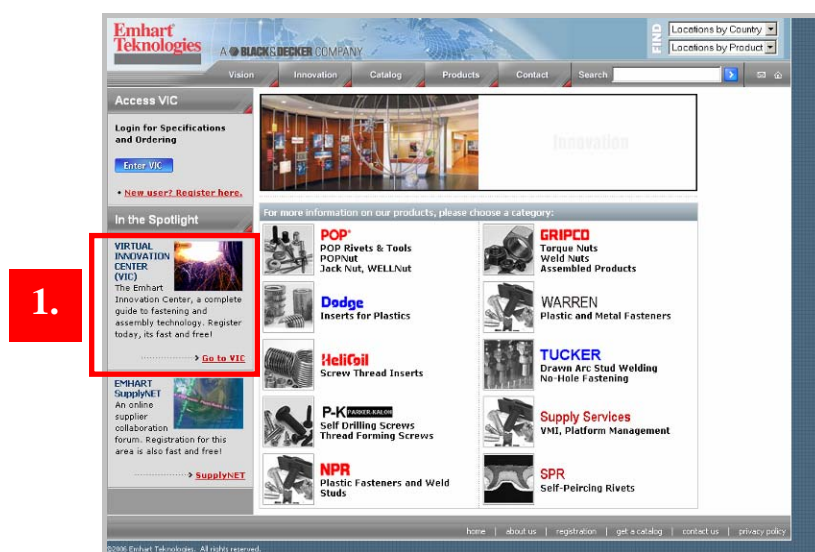 Emhart
Teknologies
A BLACK&DECKER COMPANY
FIND
Locations by Country
Locations by Product
Vision
Innovation
Catalog
Products
Contact
Search
Access VIC
Login for Specifications
and Ordering
Enter VIC
• New user? Register here.
Innovation
In the Spotlight
1.
VIRTUAL
INNOVATION
CENTER
(VIC)
The Emhart
Innovation Center, a complete
guide to fastening and
assembly technology. Register
today, its fast and free!
Go to VIC
EMHART
SupplyNET
An online
supplier
collaboration
forum. Registration for this
area is also fast and free!
SupplyNET
For more information on our products, please choose a category:
POP®
POP Rivets & Tools
POPNut
Jack Nut, WELLNut
GRIPCO
Torque Nuts
Weld Nuts
Assembled Products
Dodge
Inserts for Plastics
WARREN
Plastic and Metal Fasteners
HeliCoil
Screw Thread Inserts
TUCKER
Drawn Arc Stud Welding
No-Hole Fastening
P-K PARKER-KALON
Self Drilling Screws
Thread Forming Screws
Supply Services
VMI, Platform Management
NPR
Plastic Fasteners and Weld
Studs
SPR
Self-Peircing Rivets
home | about us | registration | get a catalog | contact us | privacy policy
©2006 Emhart Teknologies. All rights reserved.